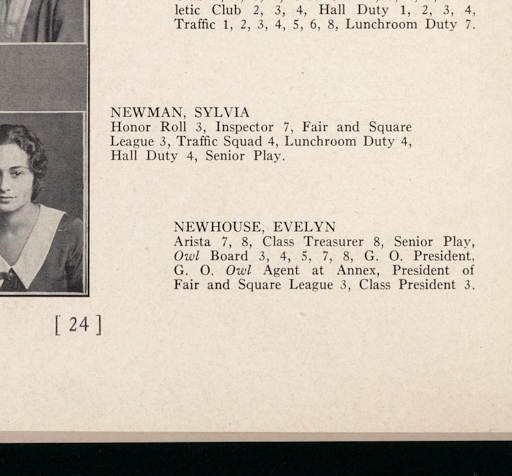 letic Club 2, 3, 4, Hall Duty 1, 2, 3, 4,
Traffic 1, 2, 3, 4, 5, 6, 8, Lunchroom Duty 7.
NEWMAN, SYLVIA
Honor Roll 3, Inspector 7, Fair and Square
League 3, Traffic Squad 4, Lunchroom Duty 4,
Hall Duty 4, Senior Play.
NEWHOUSE, EVELYN
Arista 7, 8, Class Treasurer 8, Senior Play,
Owl Board 3, 4, 5, 7, 8, G. O. President,
G. O. Owl Agent at Annex, President of
Fair and Square League 3, Class President 3.
[ 24 ]